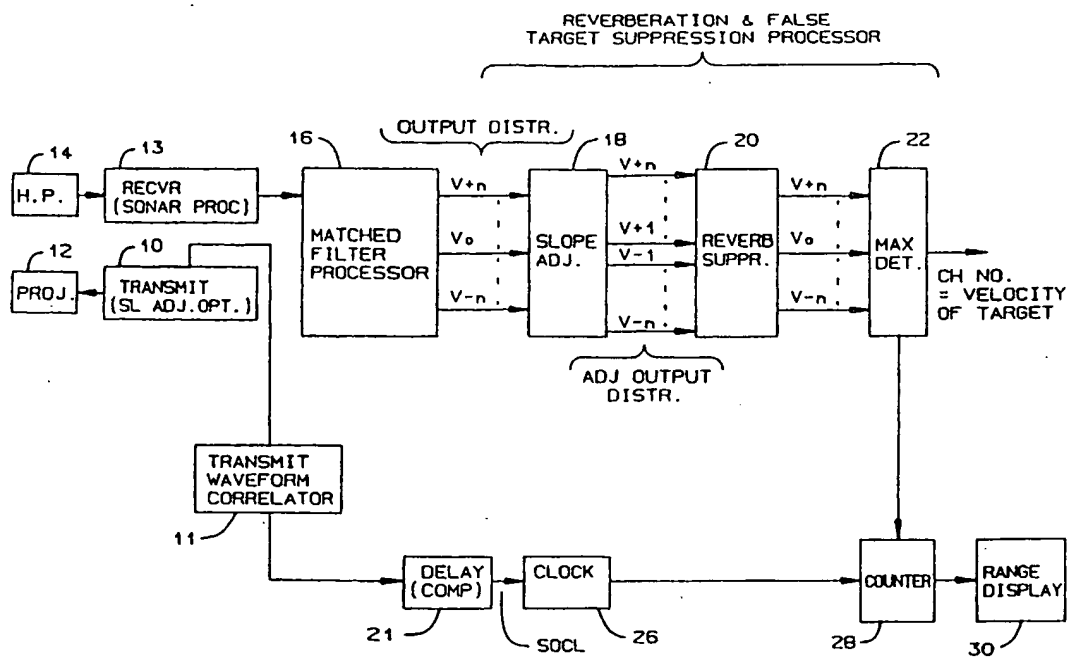 REVERBERATION & FALSE
TARGET SUPPRESSION PROCESSOR
OUTPUT DISTR.
14
H.P.
13
RECVR
(SONAR PROC)
12
PROJ.
10
TRANSMIT
(SL ADJ.OPT.)
16
MATCHED
FILTER
PROCESSOR
V+n
Vo
V-n
18
SLOPE
ADJ.
V+n
V+1
V-1
V-n
20
REVERB
SUPPR.
V+n
Vo
V-n
22
MAX
DET.
CH NO.
= VELOCITY
OF TARGET
ADJ OUTPUT
DISTR.
TRANSMIT
WAVEFORM
CORRELATOR
11
DELAY
(COMP)
21
SOCL
CLOCK
26
COUNTER
28
RANGE
DISPLAY
30